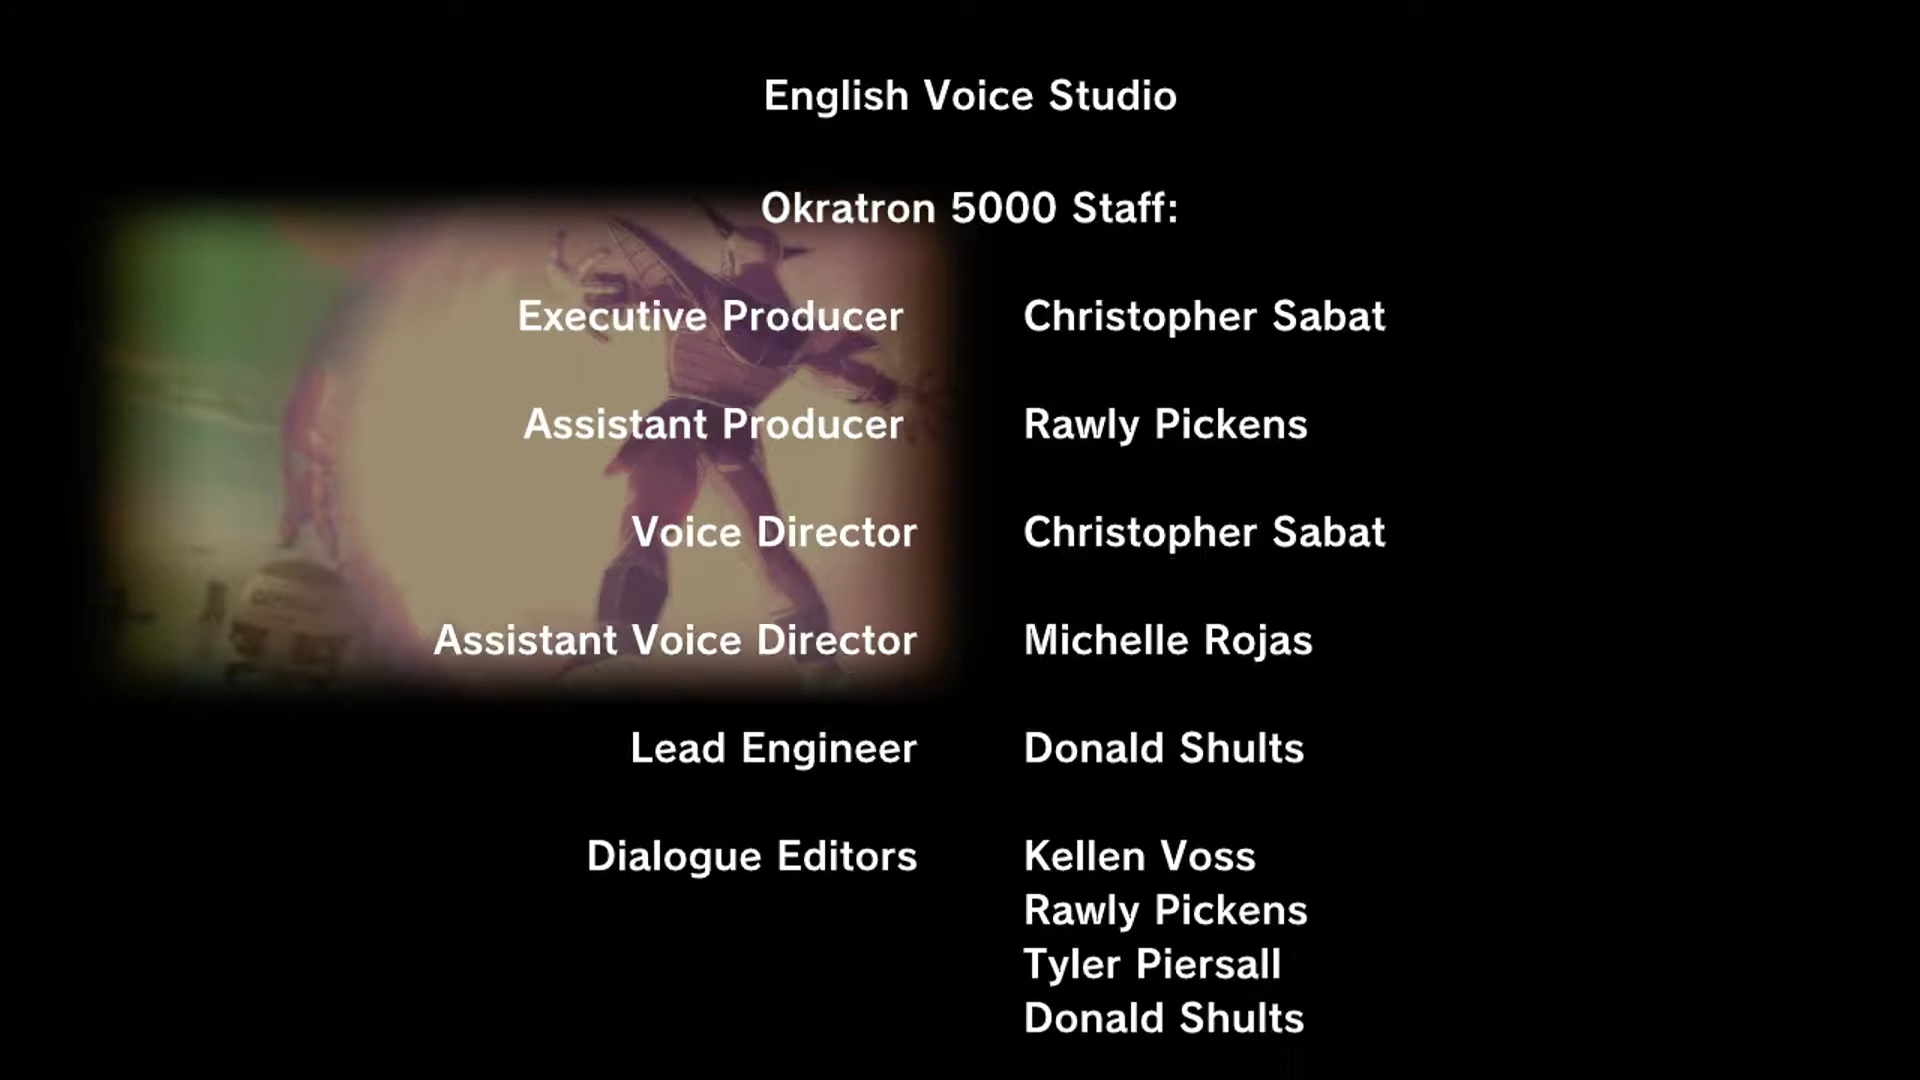 English Voice Studio
Okratron 5000 Staff:
Executive Producer Christopher Sabat
Assistant Producer Rawly Pickens
Voice Director Christopher Sabat
Assistant Voice Director Michelle Rojas
Lead Engineer Donald Shults
Dialogue Editors Kellen Voss
Rawly Pickens
Tyler Piersall
Donald Shults